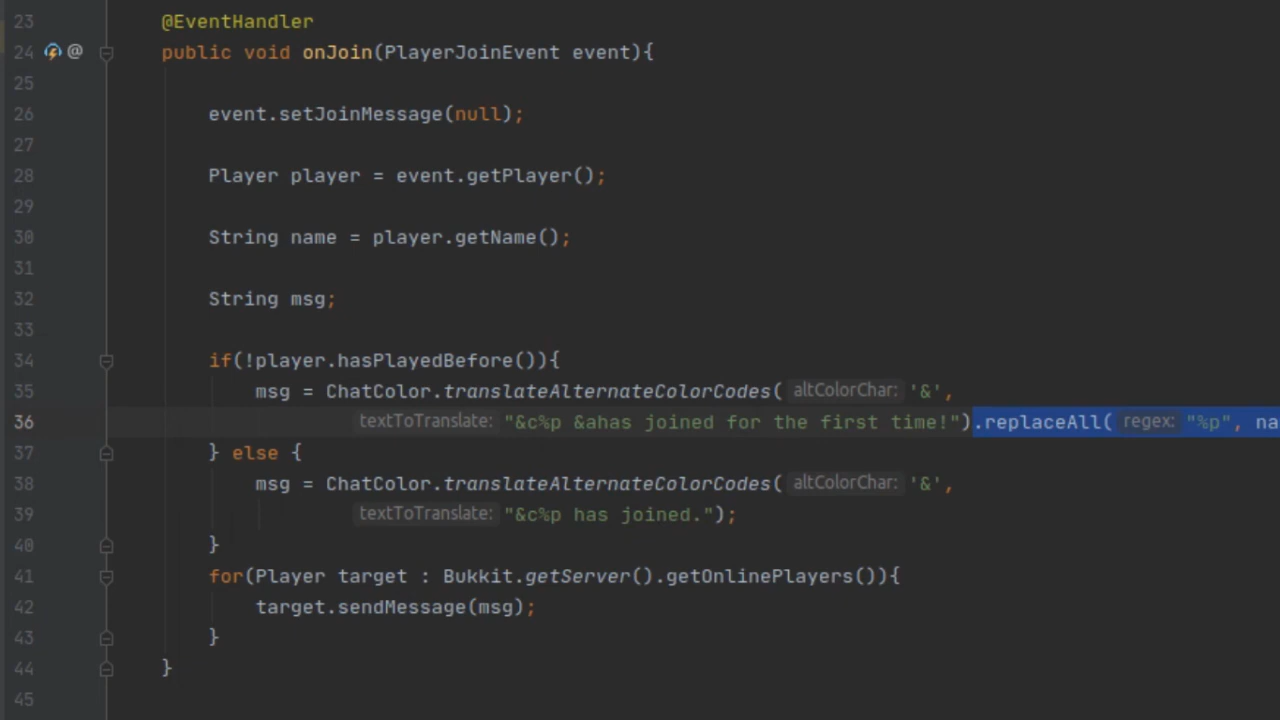 23 @EventHandler
24 @ public void onJoin(PlayerJoinEvent event){
25
26 event.setJoinMessage(null);
27
28 Player player = event.getPlayer();
29
30 String name = player.getName();
31
32 String msg;
33
34 if(!player.hasPlayedBefore()){
35 msg = ChatColor.translateAlternateColorCodes( altColorChar: '&',
36 textToTranslate: "&c%p &ahas joined for the first time!").replaceAll( regex: "%p", na
37 } else {
38 msg = ChatColor.translateAlternateColorCodes( altColorChar: '&',
39 textToTranslate: "&c%p has joined.");
40 }
41 for(Player target : Bukkit.getServer().getOnlinePlayers()){
42 target.sendMessage(msg);
43 }
44 }
45